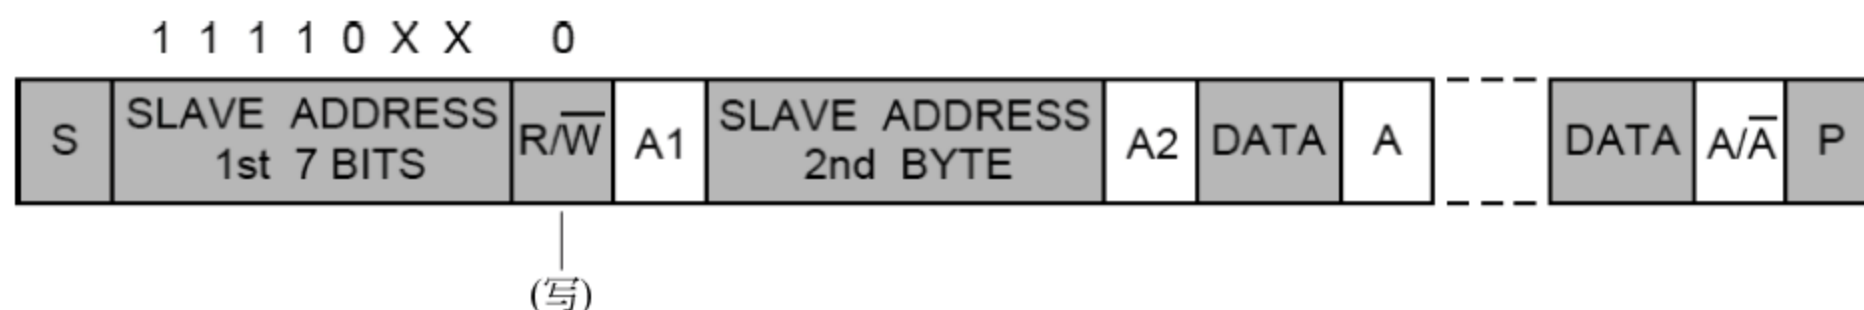 1 1 1 1 0 X X 0
S
SLAVE ADDRESS
1st 7 BITS
R/W̅
A1
SLAVE ADDRESS
2nd BYTE
A2
DATA
A
DATA
A/A̅
P
(写)